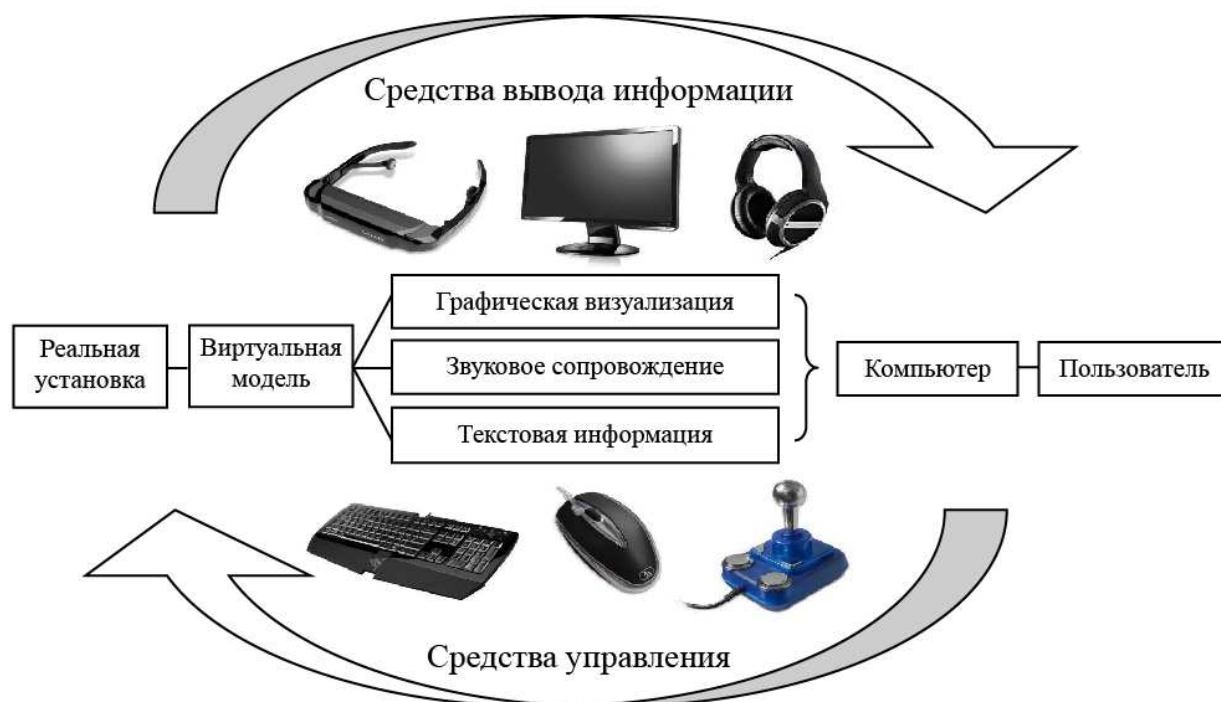 Средства вывода информации
Графическая визуализация
Реальная
установка
Виртуальная
модель
Звуковое сопровождение
Компьютер
Пользователь
Текстовая информация
Средства управления